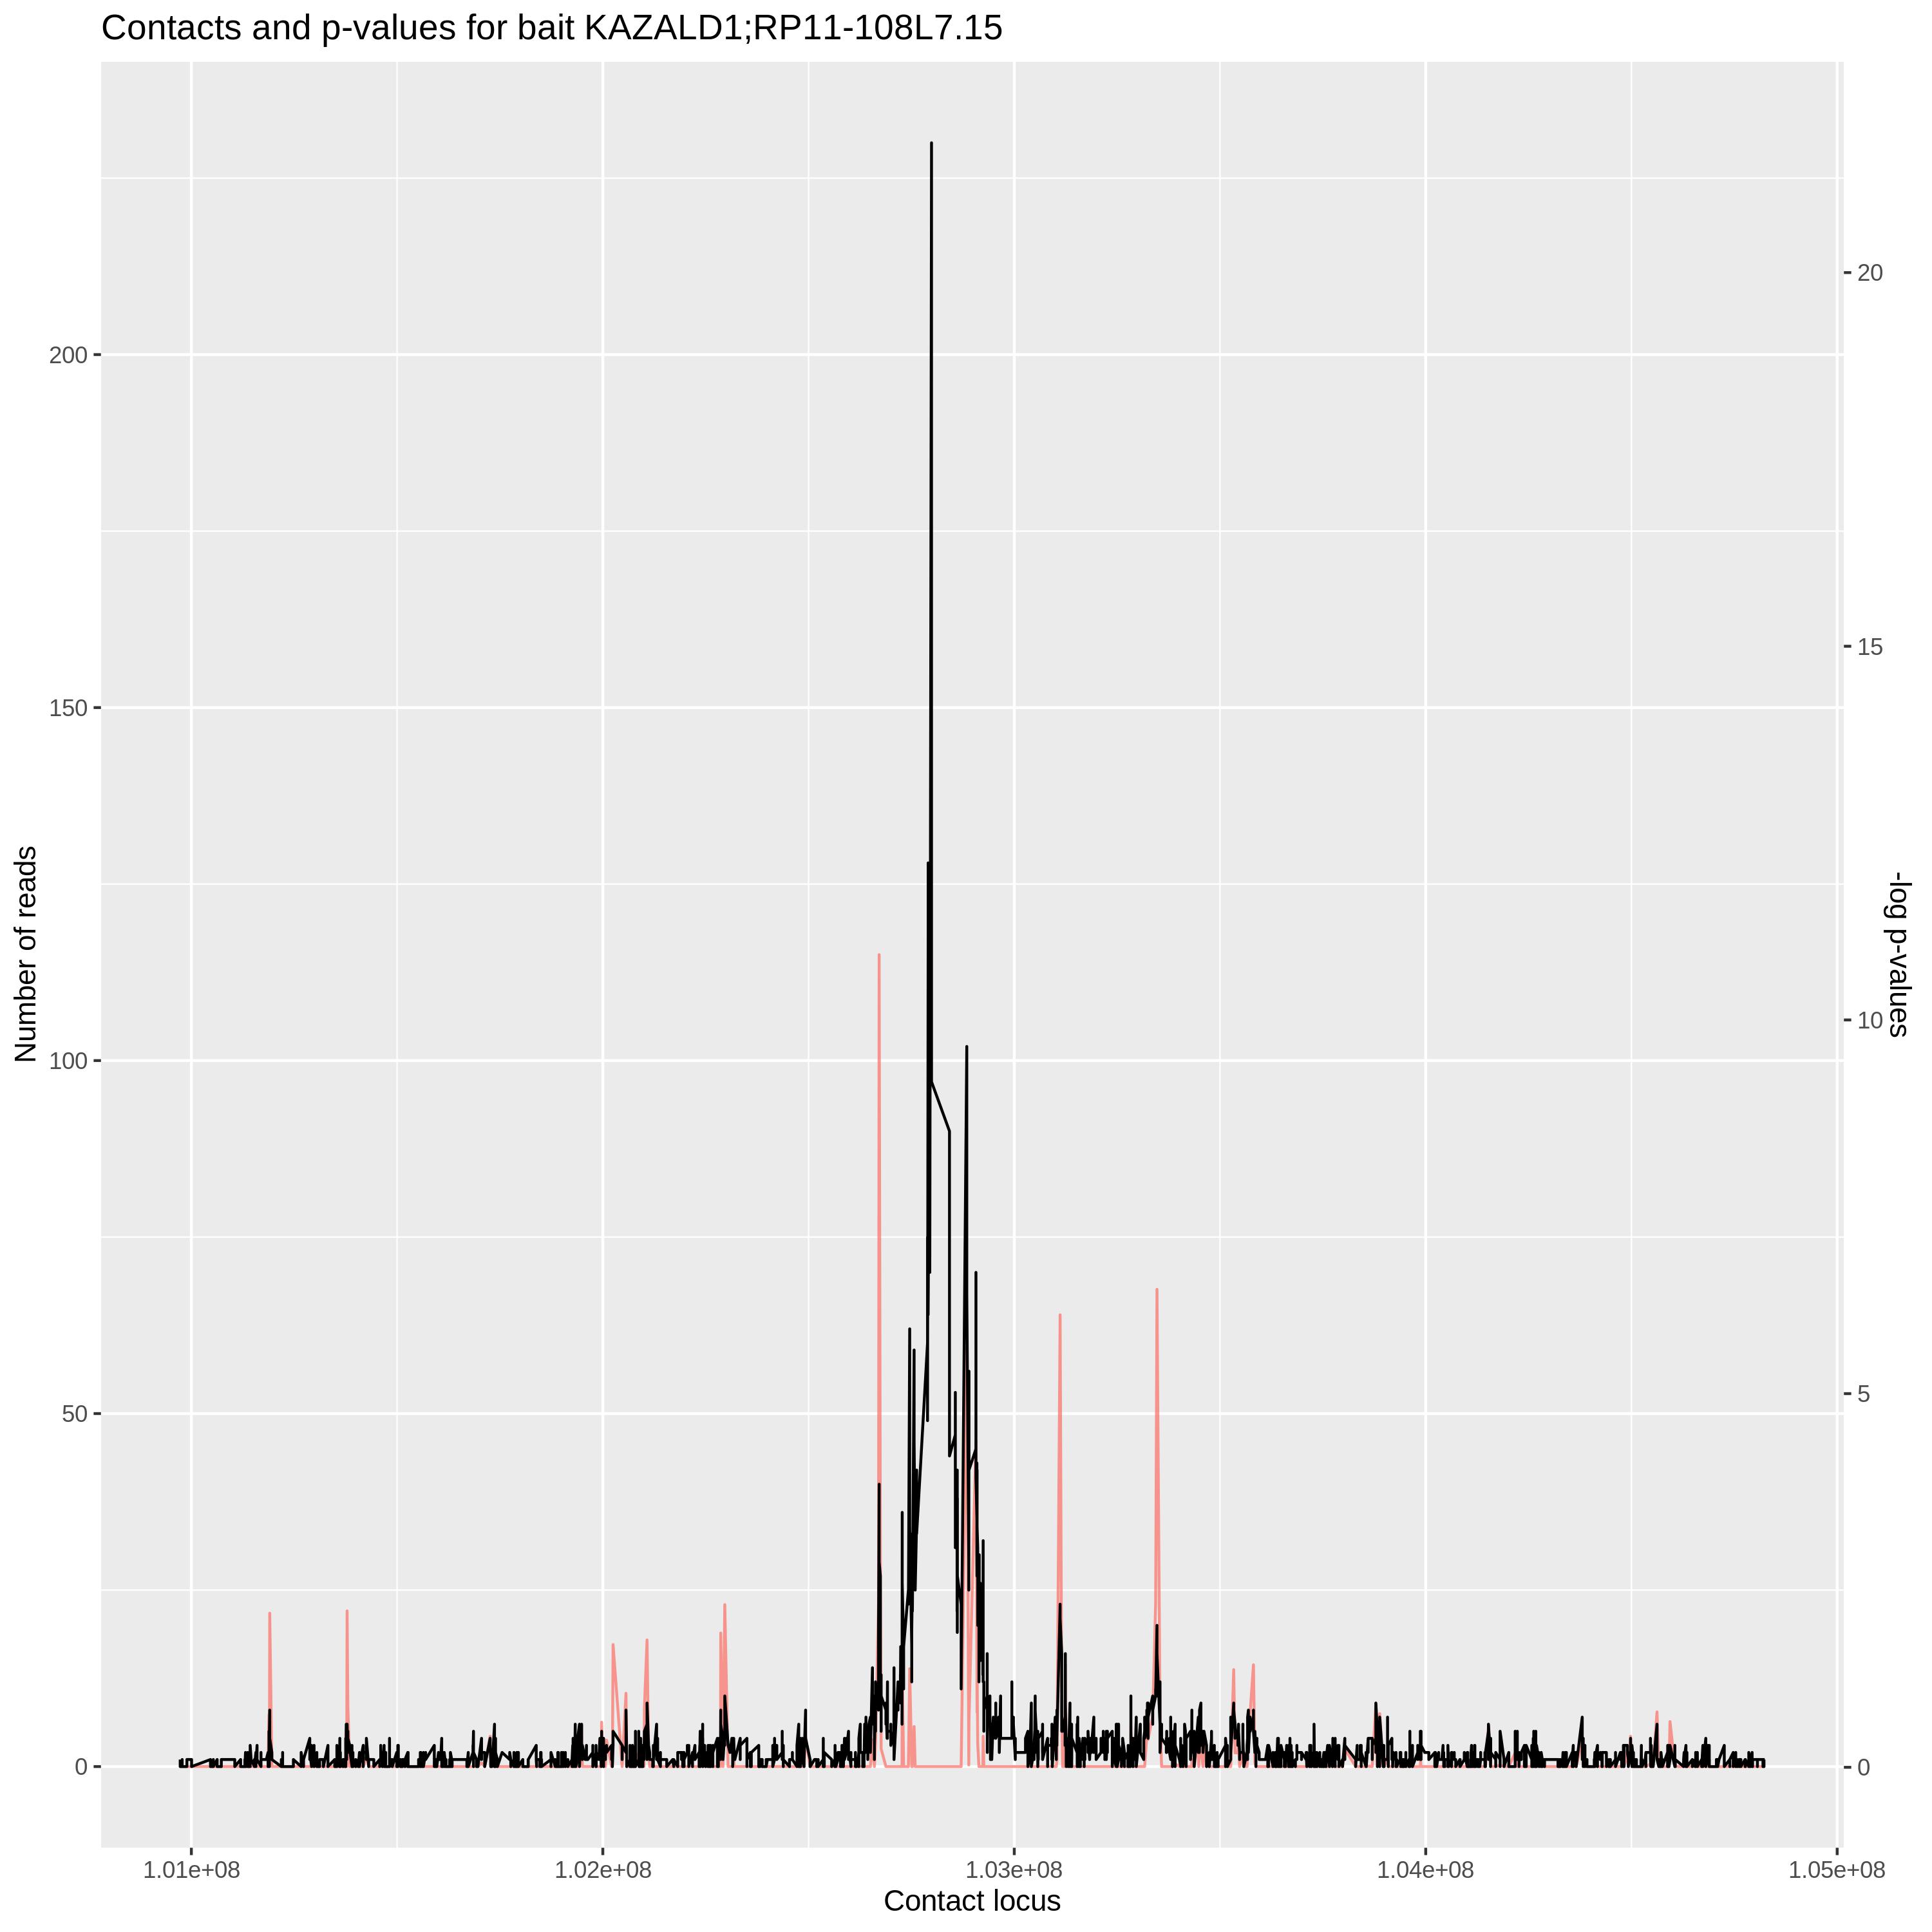 Contacts and p-values for bait KAZALD1;RP11-108L7.15
Number of reads
200
150
100
50
0
20
15
10
5
0
-log p-values
1.01e+08 1.02e+08 1.03e+08 1.04e+08 1.05e+08
Contact locus